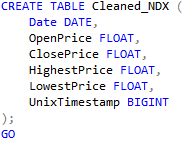 CREATE TABLE Cleaned_NDX (
    Date DATE,
    OpenPrice FLOAT,
    ClosePrice FLOAT,
    HighestPrice FLOAT,
    LowestPrice FLOAT,
    UnixTimestamp BIGINT
);
GO